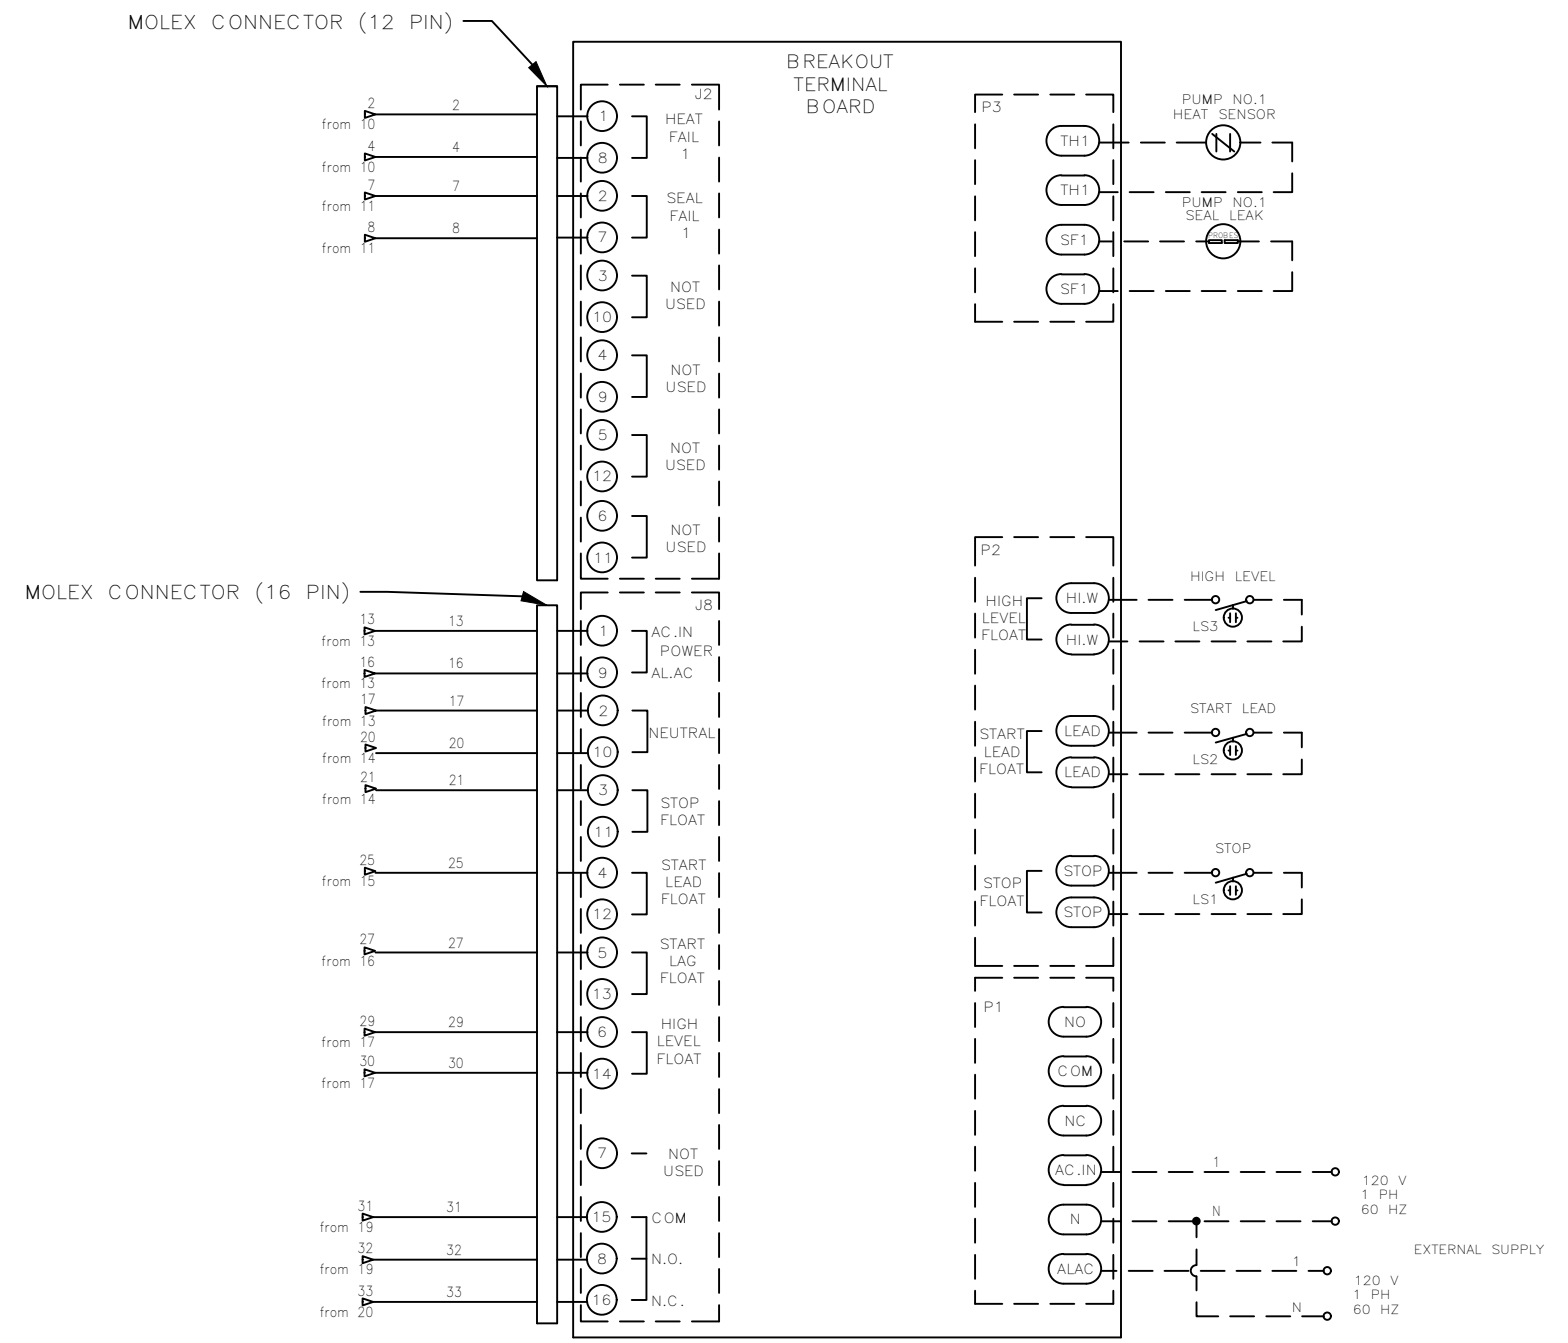 MOLEX CONNECTOR (12 PIN)
BREAKOUT
TERMINAL
BOARD
J2
2
from 10
2
1
HEAT
FAIL
1
4
from 10
4
8
7
from 11
7
2
SEAL
FAIL
1
8
from 11
8
7
3
NOT
USED
10
4
NOT
USED
9
5
NOT
USED
12
6
NOT
USED
11
P3
TH1
PUMP NO.1
HEAT SENSOR
TH1
SF1
PUMP NO.1
SEAL LEAK
PROBES
SF1
MOLEX CONNECTOR (16 PIN)
J8
13
from 13
13
1
AC.IN
POWER
16
from 13
16
9
AL.AC
17
from 13
17
2
NEUTRAL
20
from 14
20
10
21
from 14
21
3
STOP
FLOAT
11
25
from 15
25
4
START
LEAD
FLOAT
12
27
from 16
27
5
START
LAG
FLOAT
13
29
from 17
29
6
HIGH
LEVEL
FLOAT
30
from 17
30
14
7
NOT
USED
31
from 19
31
15
COM
32
from 19
32
8
N.O.
33
from 20
33
16
N.C.
P2
HIGH
LEVEL
FLOAT
HI.W
HI.W
HIGH LEVEL
LS3
START
LEAD
FLOAT
LEAD
LEAD
START LEAD
LS2
STOP
FLOAT
STOP
STOP
STOP
LS1
P1
NO
COM
NC
AC.IN
1
120 V
1 PH
60 HZ
N
N
EXTERNAL SUPPLY
ALAC
1
120 V
1 PH
60 HZ
N